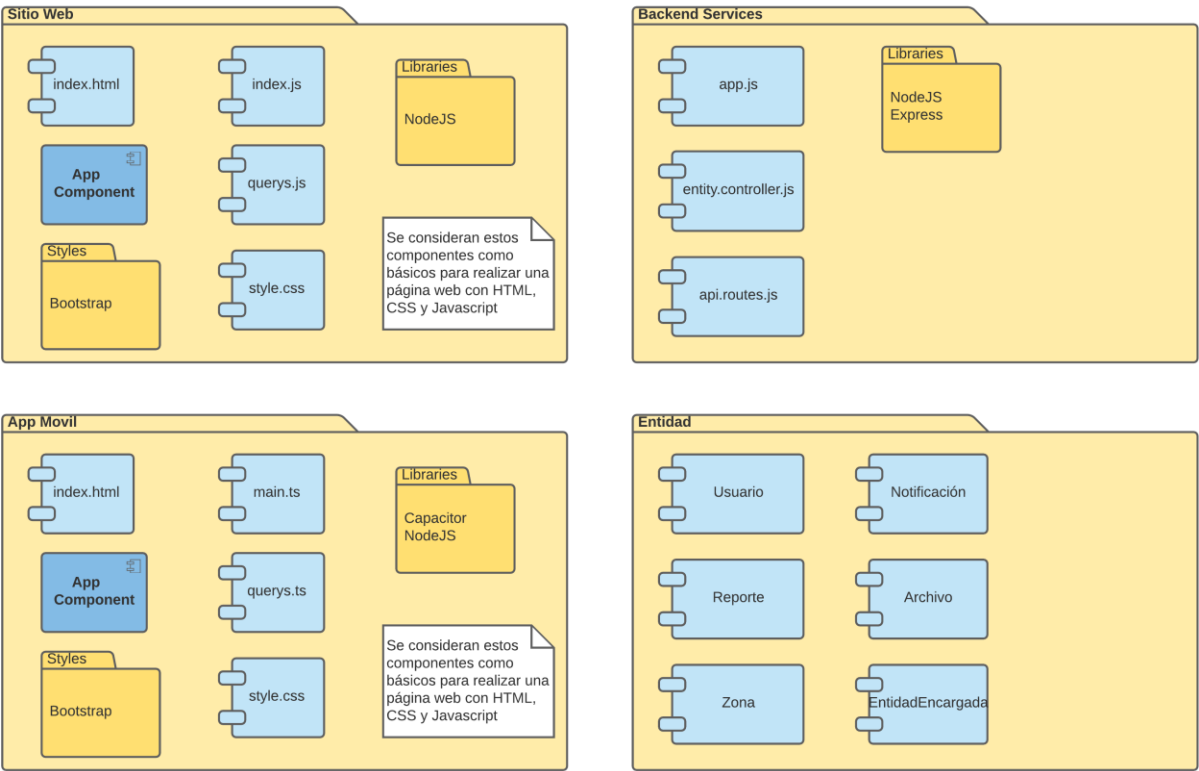 Sitio Web
index.html
index.js
Libraries
NodeJS
App
Component
querys.js
Styles
Bootstrap
style.css
Se consideran estos
componentes como
básicos para realizar una
página web con HTML,
CSS y Javascript
Backend Services
app.js
Libraries
NodeJS
Express
entity.controller.js
api.routes.js
App Movil
index.html
main.ts
Libraries
Capacitor
NodeJS
App
Component
querys.ts
Styles
Bootstrap
style.css
Se consideran estos
componentes como
básicos para realizar una
página web con HTML,
CSS y Javascript
Entidad
Usuario
Notificación
Reporte
Archivo
Zona
EntidadEncargada